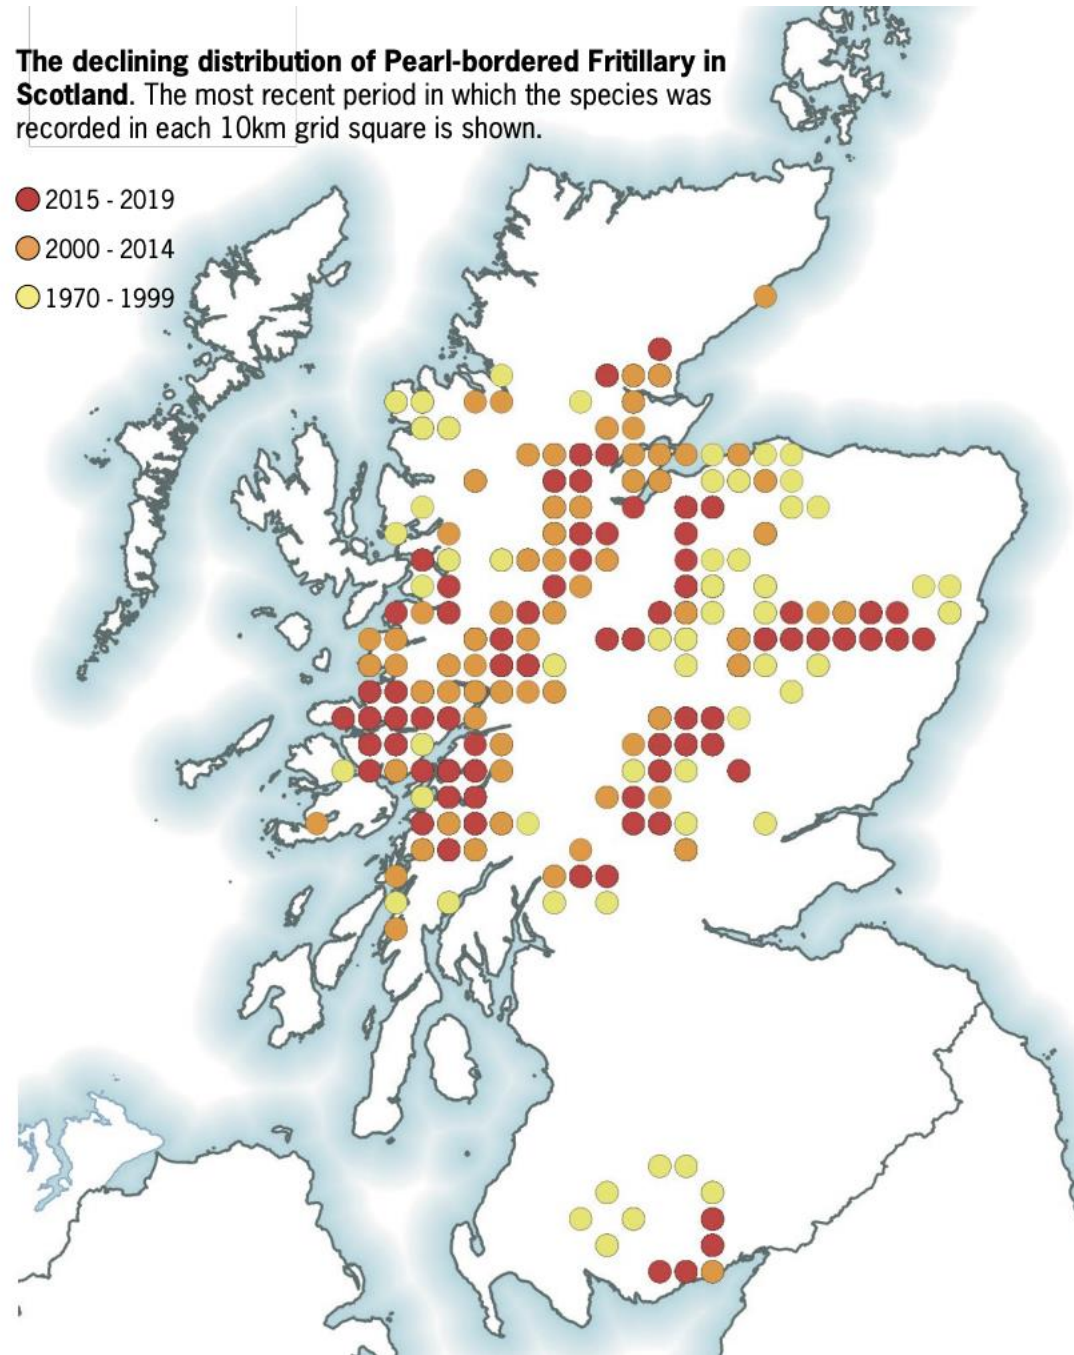 The declining distribution of Pearl-bordered Fritillary in
Scotland. The most recent period in which the species was
recorded in each 10km grid square is shown.
2015 - 2019
2000 - 2014
1970 - 1999